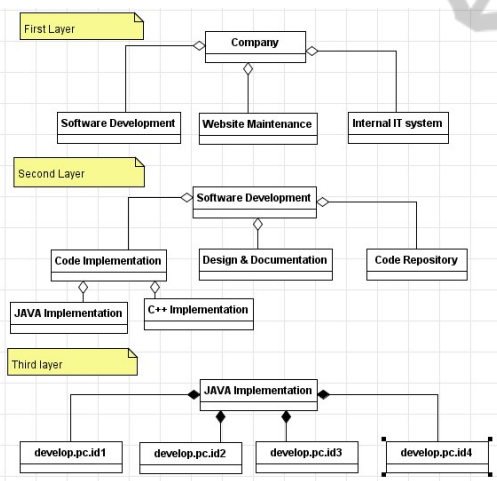 First Layer
Company
Software Development
Website Maintenance
Internal IT system
Second Layer
Software Development
Code Implementation
Design & Documentation
Code Repository
JAVA Implementation
C++ Implementation
Third layer
JAVA Implementation
develop.pc.id1
develop.pc.id2
develop.pc.id3
develop.pc.id4